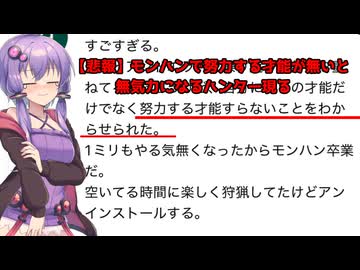 すごすぎる。
【悲報】モンハンで努力する才能が無いと
ねて無気力になるハンター現るの才能だ
けでなく努力する才能すらないことをわか
らせられた。
1ミリもやる気無くなったからモンハン卒業
だ。
空いてる時間に楽しく狩猟してたけどアン
インストールする。